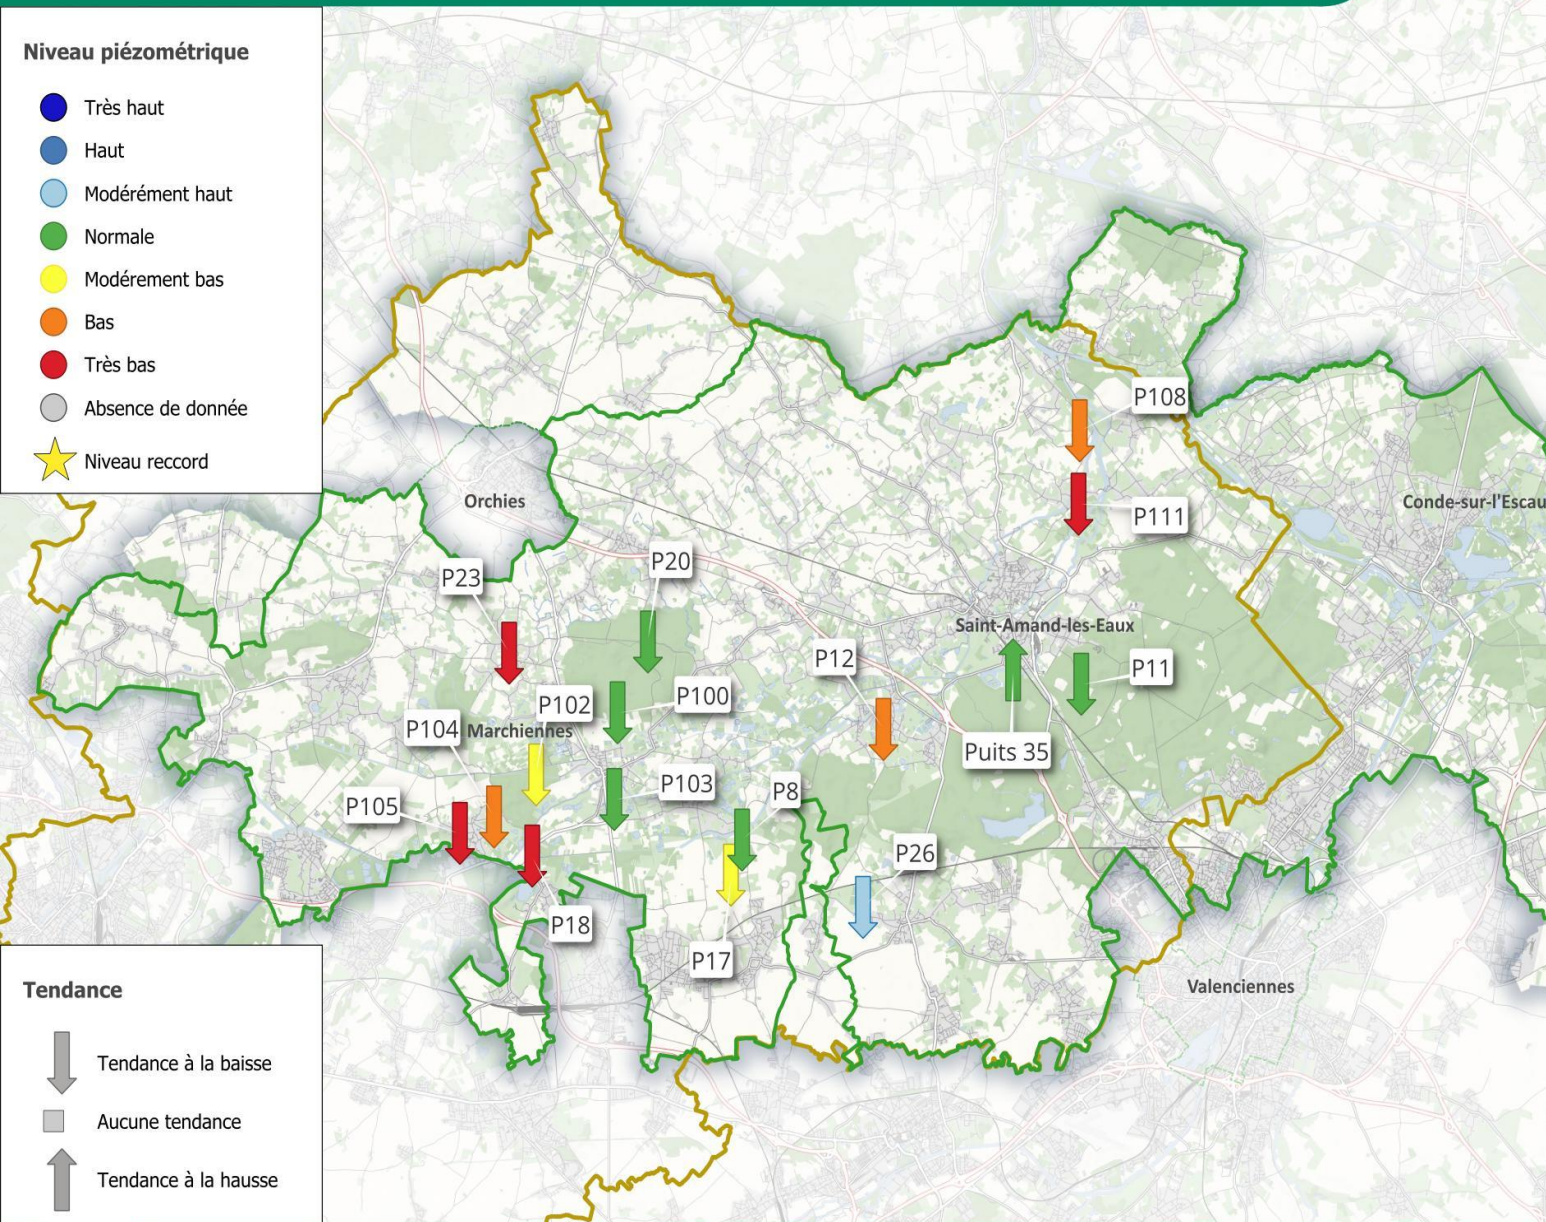 Niveau piézométrique
Très haut
Haut
Modérément haut
Normale
Modérement bas
Bas
Très bas
Absence de donnée
Niveau reccord
P108
Orchies
Conde-sur-l'Escau
P111
P20
P23
Saint-Amand-les-Eaux
P12
P11
P102
P100
P104
Marchiennes
Puits 35
P103
P8
P105
P26
P18
P17
Valenciennes
Tendance
Tendance à la baisse
Aucune tendance
Tendance à la hausse